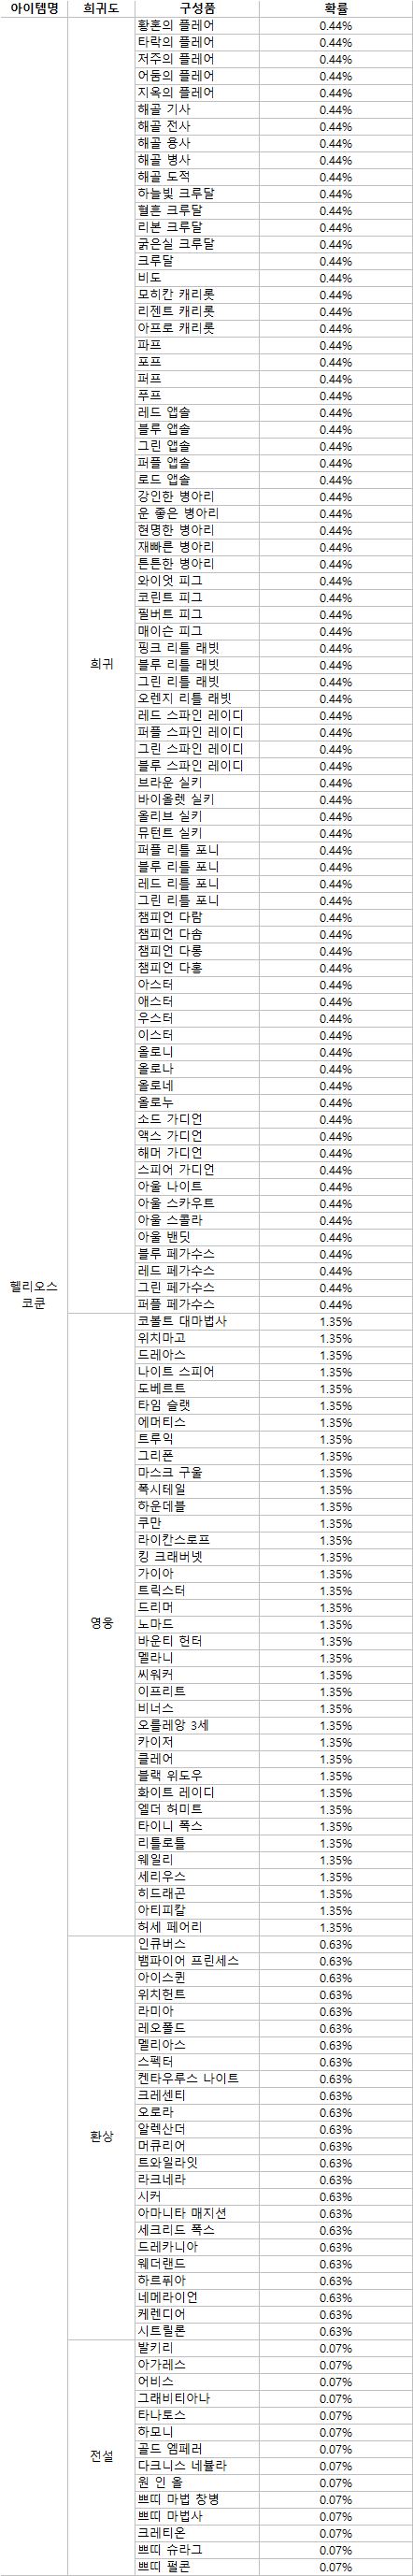 아이템명 희귀도 구성품 확률
황혼의 플레어 0.44%
타락의 플레어 0.44%
저주의 플레어 0.44%
어둠의 플레어 0.44%
지옥의 플레어 0.44%
해골 기사 0.44%
해골 전사 0.44%
해골 용사 0.44%
해골 병사 0.44%
해골 도적 0.44%
하늘빛 크루달 0.44%
혈흔 크루달 0.44%
리본 크루달 0.44%
굵은실 크루달 0.44%
크루달 0.44%
비도 0.44%
모히칸 캐리롯 0.44%
리젠트 캐리롯 0.44%
아프로 캐리롯 0.44%
파프 0.44%
포프 0.44%
퍼프 0.44%
푸프 0.44%
레드 앱솔 0.44%
블루 앱솔 0.44%
그린 앱솔 0.44%
퍼플 앱솔 0.44%
로드 앱솔 0.44%
강인한 병아리 0.44%
운 좋은 병아리 0.44%
현명한 병아리 0.44%
재빠른 병아리 0.44%
튼튼한 병아리 0.44%
와이엇 피그 0.44%
코린트 피그 0.44%
필버트 피그 0.44%
매이슨 피그 0.44%
핑크 리틀 래빗 0.44%
희귀
블루 리틀 래빗 0.44%
그린 리틀 래빗 0.44%
오렌지 리틀 래빗 0.44%
레드 스파인 레이디 0.44%
퍼플 스파인 레이디 0.44%
그린 스파인 레이디 0.44%
블루 스파인 레이디 0.44%
브라운 실키 0.44%
바이올렛 실키 0.44%
올리브 실키 0.44%
뮤턴트 실키 0.44%
퍼플 리틀 포니 0.44%
블루 리틀 포니 0.44%
레드 리틀 포니 0.44%
그린 리틀 포니 0.44%
챔피언 다람 0.44%
챔피언 다솜 0.44%
챔피언 다롱 0.44%
챔피언 다홍 0.44%
아스터 0.44%
애스터 0.44%
우스터 0.44%
이스터 0.44%
올로니 0.44%
올로나 0.44%
올로네 0.44%
올로누 0.44%
소드 가디언 0.44%
액스 가디언 0.44%
해머 가디언 0.44%
스피어 가디언 0.44%
아울 나이트 0.44%
아울 스카우트 0.44%
아울 스콜라 0.44%
아울 밴딧 0.44%
블루 페가수스 0.44%
레드 페가수스 0.44%
헬리오스
그린 페가수스 0.44%
코쿤
퍼플 페가수스 0.44%
코볼트 대마법사 1.35%
위치마고 1.35%
드레아스 1.35%
나이트 스피어 1.35%
도베르트 1.35%
타임 슬랫 1.35%
에머티스 1.35%
트루익 1.35%
그리폰 1.35%
마스크 구울 1.35%
폭시테일 1.35%
하운데블 1.35%
쿠만 1.35%
라이칸스로프 1.35%
킹 크래버넷 1.35%
가이아 1.35%
트릭스터 1.35%
드리머 1.35%
영웅 노마드 1.35%
바운티 헌터 1.35%
멜라니 1.35%
씨워커 1.35%
이프리트 1.35%
비너스 1.35%
오를레앙 3세 1.35%
카이저 1.35%
클레어 1.35%
블랙 위도우 1.35%
화이트 레이디 1.35%
엘더 허미트 1.35%
타이니 폭스 1.35%
리틀로틀 1.35%
웨일리 1.35%
세리우스 1.35%
히드래곤 1.35%
아티피칼 1.35%
허세 페어리 1.35%
인큐버스 0.63%
뱀파이어 프린세스 0.63%
아이스퀸 0.63%
위치헌트 0.63%
라미아 0.63%
레오폴드 0.63%
멜리아스 0.63%
스펙터 0.63%
켄타우루스 나이트 0.63%
크레센티 0.63%
오로라 0.63%
알렉산더 0.63%
환상
머큐리어 0.63%
트와일라잇 0.63%
라크네라 0.63%
시커 0.63%
아마니타 매지션 0.63%
세크리드 폭스 0.63%
드레카니아 0.63%
웨더랜드 0.63%
하르퓌아 0.63%
네메라이언 0.63%
케렌디어 0.63%
시트릴론 0.63%
발키리 0.07%
아가레스 0.07%
어비스 0.07%
그래비티아나 0.07%
타나토스 0.07%
하모니 0.07%
골드 엠페러 0.07%
전설
다크니스 네뷸라 0.07%
원 인 올 0.07%
쁘띠 마법 창병 0.07%
쁘띠 마법사 0.07%
크레티온 0.07%
쁘띠 슈라그 0.07%
쁘띠 펄콘 0.07%